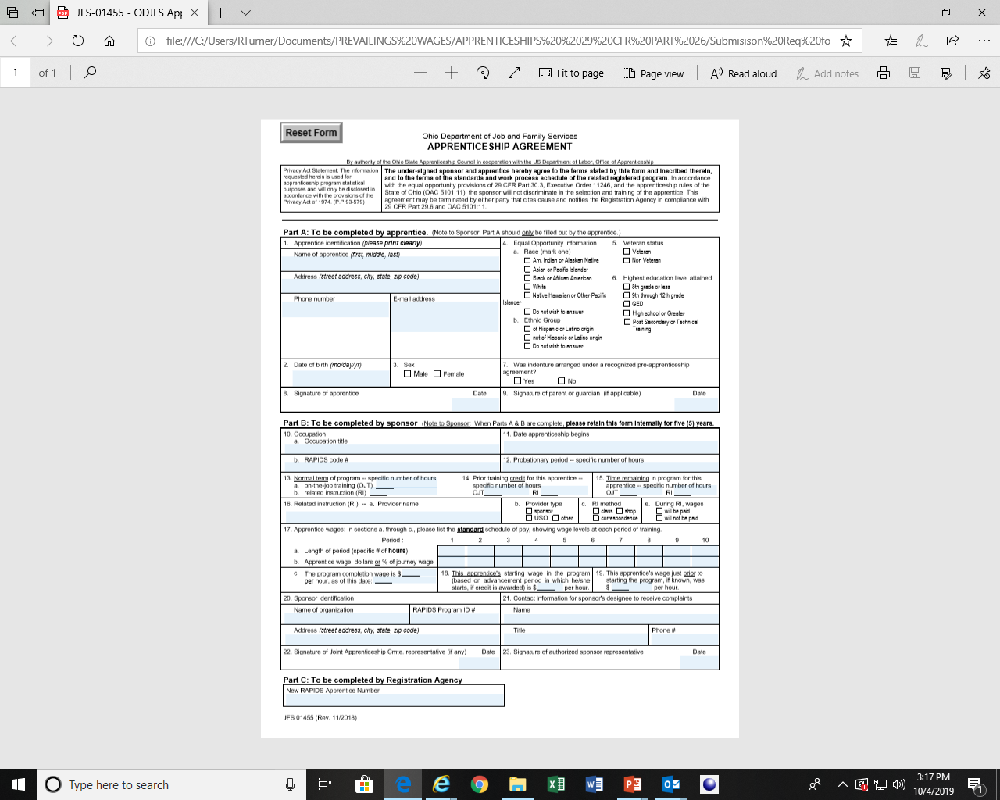 JFS-01455 - ODJFS App
file:///C:/Users/RTurner/Documents/PREVAILINGS%20WAGES/APPRENTICESHIPS%20%2029%20CFR%20PART%2026/Submisison%20Req%20fo
1 of 1
Fit to page
Page view
Read aloud
Add notes
Reset Form
Ohio Department of Job and Family Services
APPRENTICESHIP AGREEMENT
By authority of the Ohio State Apprenticeship Council in cooperation with the US Department of Labor, Office of Apprenticeship
Privacy Act Statement: The information
requested herein is used for
apprenticeship program statistical
purposes and will only be disclosed in
accordance with the provisions of the
Privacy Act of 1974. (P.P.93-579)
The under-signed sponsor and apprentice hereby agree to the terms stated by this form and inscribed therein,
and to the terms of the standards and work process schedule of the related registered program. In accordance
with the equal opportunity provisions of 29 CFR Part 30.3, Executive Order 11246, and the apprenticeship rules of the
State of Ohio (OAC 5101:11), the sponsor will not discriminate in the selection and training of the apprentice. This
agreement may be terminated by either party that cites cause and notifies the Registration Agency in compliance with
29 CFR Part 29.6 and OAC 5101:11.
Part A: To be completed by apprentice. (Note to Sponsor: Part A should only be filled out by the apprentice.)
1. Apprentice identification (please print clearly)
Name of apprentice (first, middle, last)
Address (street address, city, state, zip code)
Phone number
E-mail address
4. Equal Opportunity Information
a. Race (mark one)
Am. Indian or Alaskan Native
Asian or Pacific Islander
Black or African American
White
Native Hawaiian or Other Pacific
Islander
Do not wish to answer
b. Ethnic Group
of Hispanic or Latino origin
not of Hispanic or Latino origin
Do not wish to answer
5. Veteran status
Veteran
Non Veteran
6. Highest education level attained
8th grade or less
9th through 12th grade
GED
High school or Greater
Post Secondary or Technical
Training
2. Date of birth (mo/day/yr)
3. Sex
Male Female
7. Was indenture arranged under a recognized pre-apprenticeship
agreement?
Yes No
8. Signature of apprentice Date
9. Signature of parent or guardian (if applicable) Date
Part B: To be completed by sponsor (Note to Sponsor: When Parts A & B are complete, please retain this form internally for five (5) years.
10. Occupation
a. Occupation title
11. Date apprenticeship begins
b. RAPIDS code #
12. Probationary period -- specific number of hours
13. Normal term of program -- specific number of hours
a. on-the-job training (OJT)
b. related instruction (RI)
14. Prior training credit for this apprentice --
specific number of hours
OJT RI
15. Time remaining in program for this
apprentice -- specific number of hours
OJT RI
16. Related instruction (RI) -- a. Provider name
b. Provider type
sponsor
USO other
c. RI method
class shop
correspondence
e. During RI, wages
will be paid
will not be paid
17. Apprentice wages: In sections a. through c., please list the standard schedule of pay, showing wage levels at each period of training.
Period : 1 2 3 4 5 6 7 8 9 10
a. Length of period (specific # of hours)
b. Apprentice wage: dollars or % of journey wage
c. The program completion wage is $
per hour, as of this date:
18. This apprentice's starting wage in the program
(based on advancement period in which he/she
starts, if credit is awarded) is $ per hour.
19. This apprentice's wage just prior to
starting the program, if known, was
$ per hour.
20. Sponsor identification
Name of organization
RAPIDS Program ID #
Address (street address, city, state, zip code)
21. Contact information for sponsor's designee to receive complaints
Name
Title
Phone #
22. Signature of Joint Apprenticeship Cmte. representative (if any) Date
23. Signature of authorized sponsor representative Date
Part C: To be completed by Registration Agency
New RAPIDS Apprentice Number
JFS 01455 (Rev. 11/2018)
Type here to search
3:17 PM
10/4/2019
1